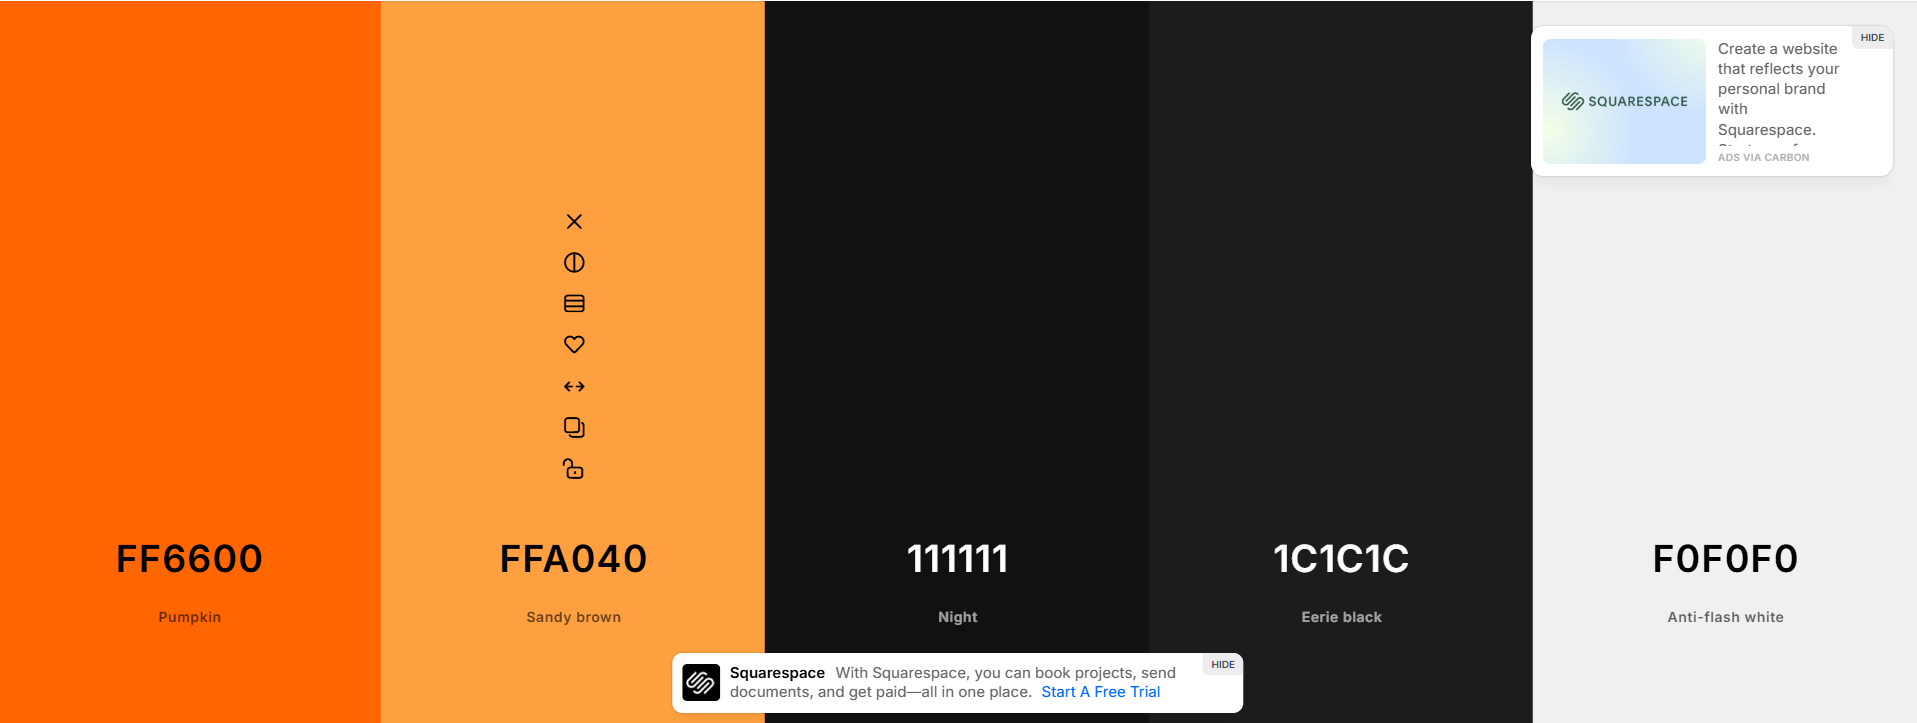 HIDE
Create a website
that reflects your
personal brand
with
Squarespace.
ADS VIA CARBON
SQUARESPACE
FF6600
FFA040
111111
1C1C1C
F0F0F0
Pumpkin
Sandy brown
Night
Eerie black
Anti-flash white
HIDE
Squarespace With Squarespace, you can book projects, send
documents, and get paid—all in one place. Start A Free Trial